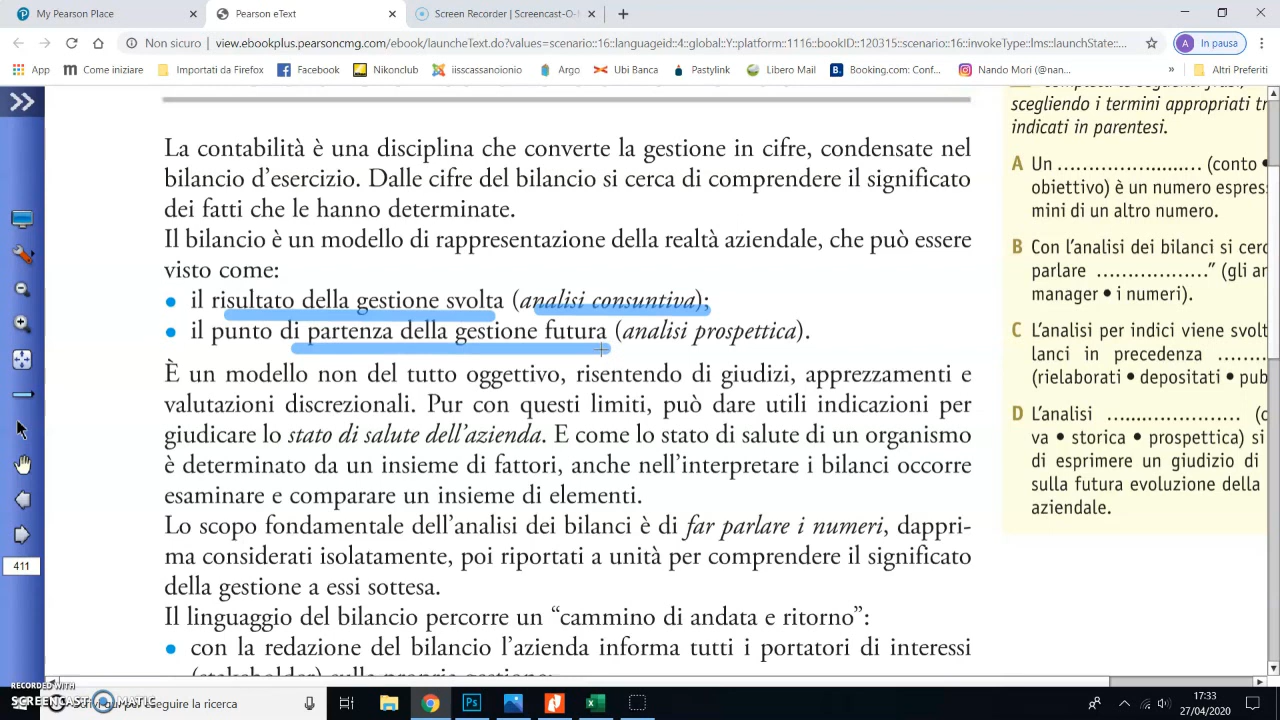 My Perason Place
Pearson eText
Screen Recorder | Screencast-O-
Non sicuro | view.ebookplus.pearsoncmg.com/ebook/launcheText.do?values=scenario::16::languageid::4::global::Y::platform::1116::bookID::120315::scenario::16::invokeType::lms::launchState::...
A In pausa
App
Come iniziare
Importati da Firefox
Facebook
Nikonclub
iisscassanoionio
Argo
Ubi Banca
Pastylink
Libero Mail
Booking.com: Conf...
Nando Mori (@nan...
»
Altri Preferiti
La contabilità è una disciplina che converte la gestione in cifre, condensate nel
bilancio d'esercizio. Dalle cifre del bilancio si cerca di comprendere il significato
dei fatti che le hanno determinate.
Il bilancio è un modello di rappresentazione della realtà aziendale, che può essere
visto come:
• il risultato della gestione svolta (analisi consuntiva);
• il punto di partenza della gestione futura (analisi prospettica).
È un modello non del tutto oggettivo, risentendo di giudizi, apprezzamenti e
valutazioni discrezionali. Pur con questi limiti, può dare utili indicazioni per
giudicare lo stato di salute dell'azienda. E come lo stato di salute di un organismo
è determinato da un insieme di fattori, anche nell'interpretare i bilanci occorre
esaminare e comparare un insieme di elementi.
Lo scopo fondamentale dell'analisi dei bilanci è di far parlare i numeri, dappri-
ma considerati isolatamente, poi riportati a unità per comprendere il significato
della gestione a essi sottesa.
Il linguaggio del bilancio percorre un “cammino di andata e ritorno”:
• con la redazione del bilancio l'azienda informa tutti i portatori di interessi
scegliendo i termini appropriati tr
indicati in parentesi.
A Un ........................ (conto •
obiettivo) è un numero espres
mini di un altro numero.
B Con l'analisi dei bilanci si cerc
parlare ..................” (gli an
manager • i numeri).
C L'analisi per indici viene svolt
lanci in precedenza ........
(rielaborati • depositati • pub
D L'analisi ..................... (c
va • storica • prospettica) si
di esprimere un giudizio di
sulla futura evoluzione della
aziendale.
411
RECORDED WITH
SCREENCAST MATIC
qui per eseguire la ricerca
17:33
27/04/2020